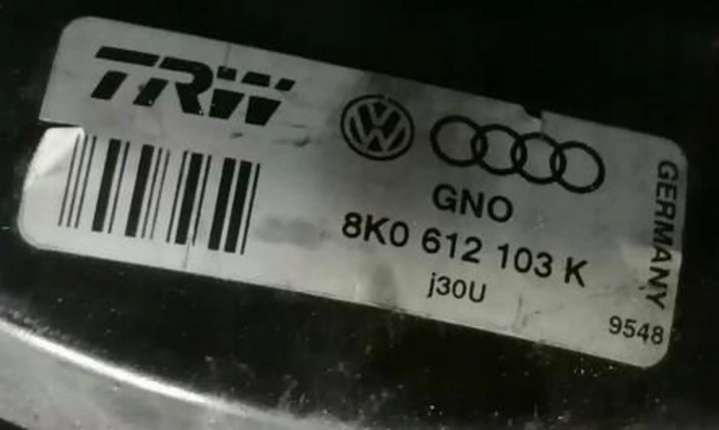 TRW
GNO
8K0 612 103 K
j30U
GERMANY
9548